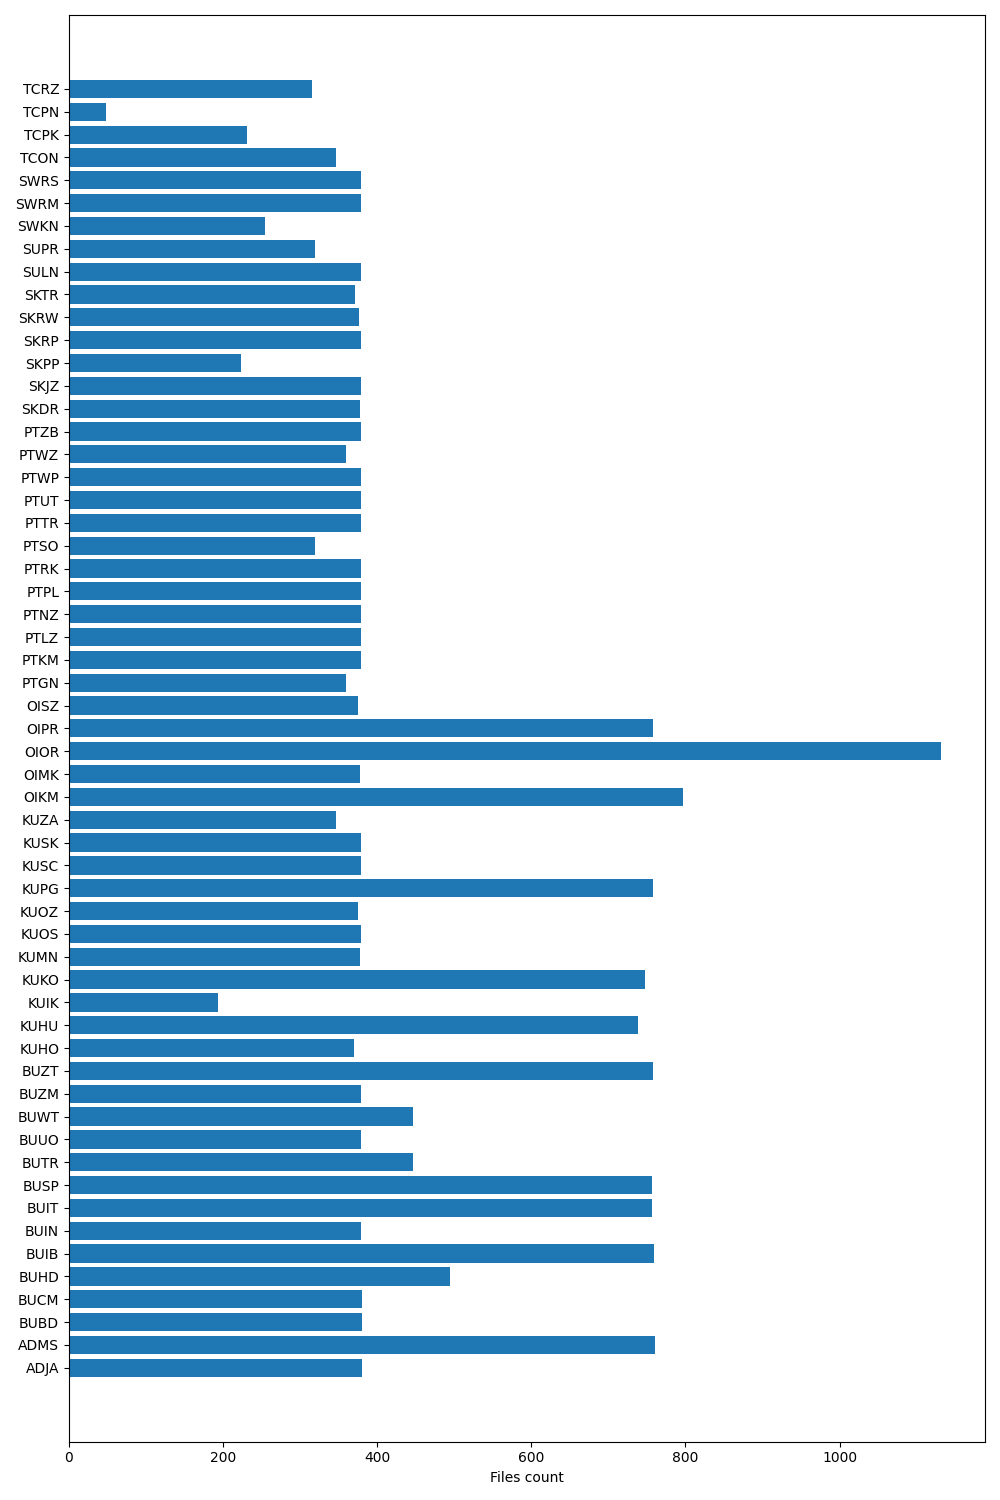 TCRZ
TCPN
TCPK
TCON
SWRS
SWRM
SWKN
SUPR
SULN
SKTR
SKRW
SKRP
SKPP
SKJZ
SKDR
PTZB
PTWZ
PTWP
PTUT
PTTR
PTSO
PTRK
PTPL
PTNZ
PTLZ
PTKM
PTGN
OISZ
OIPR
OIOR
OIMK
OIKM
KUZA
KUSK
KUSC
KUPG
KUOZ
KUOS
KUMN
KUKO
KUIK
KUHU
KUHO
BUZT
BUZM
BUWT
BUUO
BUTR
BUSP
BUIT
BUIN
BUIB
BUHD
BUCM
BUBD
ADMS
ADJA
0 200 400 600 800 1000
Files count